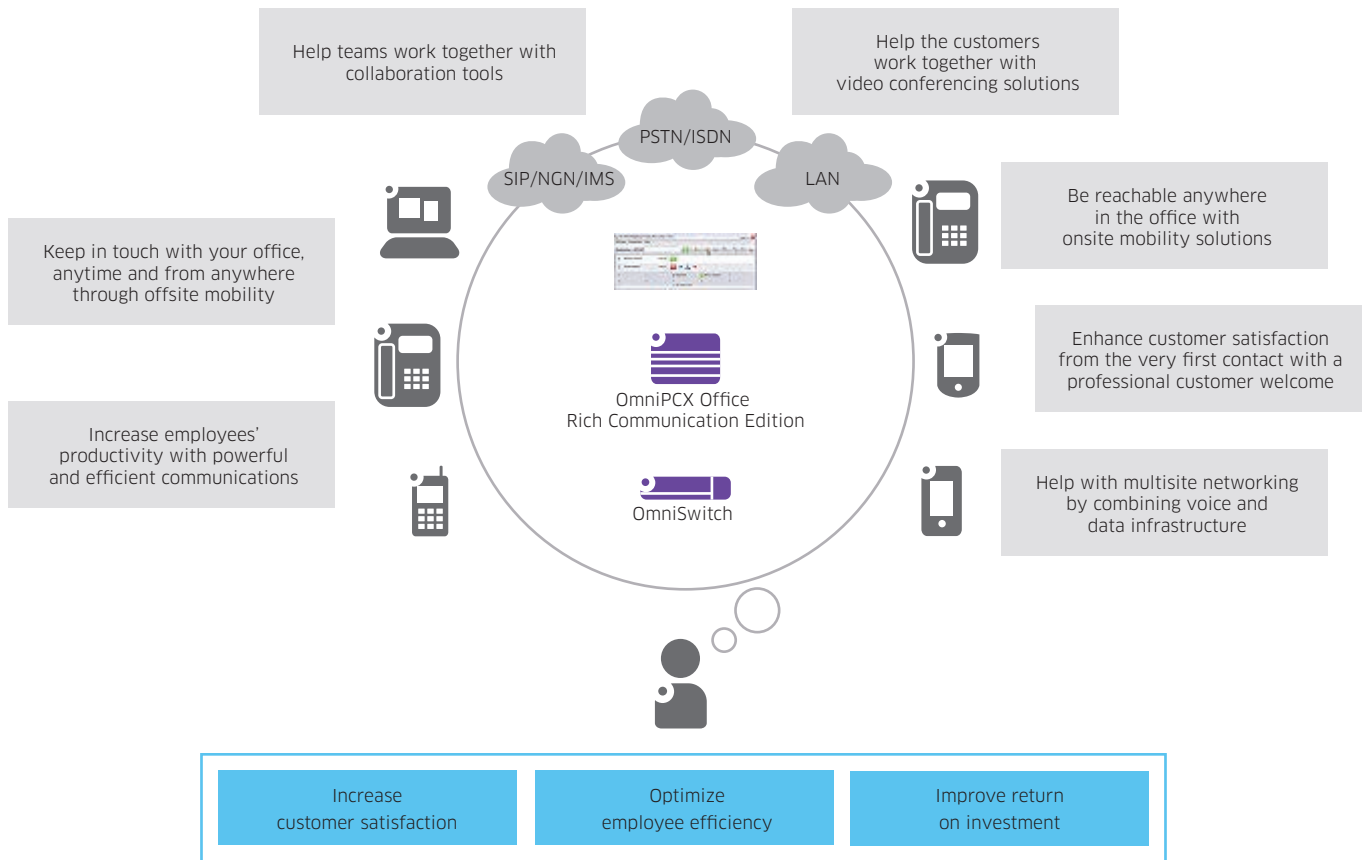 Help teams work together with
collaboration tools
Help the customers
work together with
video conferencing solutions
PSTN/ISDN
SIP/NGN/IMS
LAN
Keep in touch with your office,
anytime and from anywhere
through offsite mobility
Be reachable anywhere
in the office with
onsite mobility solutions
Enhance customer satisfaction
from the very first contact with a
professional customer welcome
OmniPCX Office
Rich Communication Edition
Increase employees’
productivity with powerful
and efficient communications
Help with multisite networking
by combining voice and
data infrastructure
OmniSwitch
Increase
customer satisfaction
Optimize
employee efficiency
Improve return
on investment